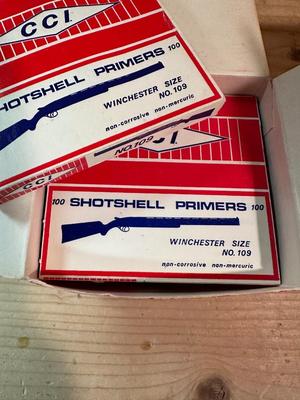 CCI
SHOTSHELL PRIMERS 100
WINCHESTER SIZE
NO. 109
non-corrosive non-mercuric
CCI
NO. 109
100 SHOTSHELL PRIMERS 100
WINCHESTER SIZE
NO. 109
non-corrosive non-mercuric